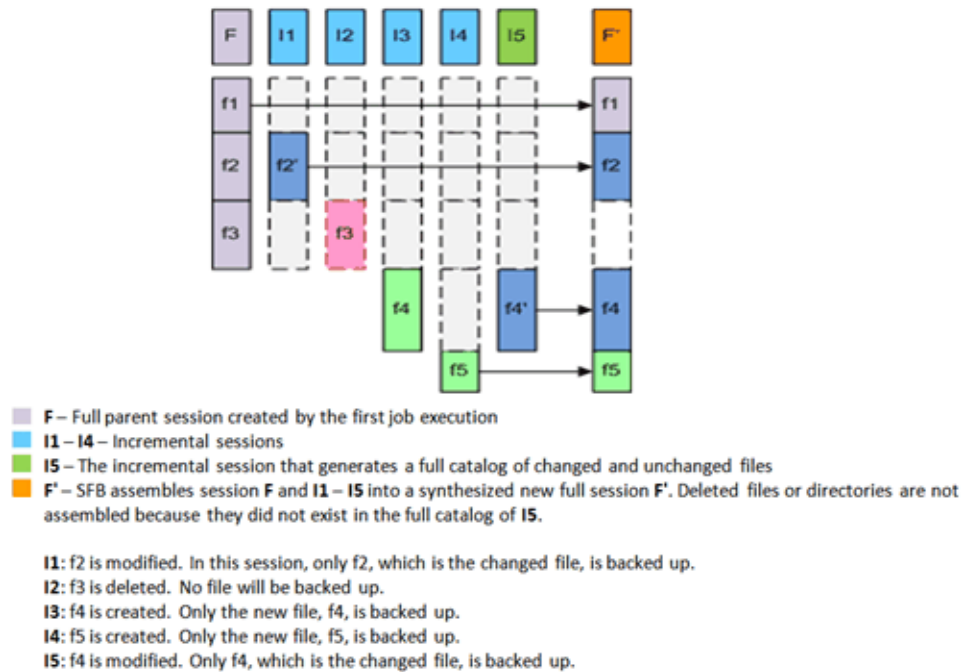 F I1 I2 I3 I4 I5 F'
f1 f1
f2 f2' f2
f3 f3
f4 f4' f4
f5 f5
F – Full parent session created by the first job execution
I1 – I4 – Incremental sessions
I5 – The incremental session that generates a full catalog of changed and unchanged files
F' – SFB assembles session F and I1 – I5 into a synthesized new full session F'. Deleted files or directories are not
assembled because they did not exist in the full catalog of I5.
I1: f2 is modified. In this session, only f2, which is the changed file, is backed up.
I2: f3 is deleted. No file will be backed up.
I3: f4 is created. Only the new file, f4, is backed up.
I4: f5 is created. Only the new file, f5, is backed up.
I5: f4 is modified. Only f4, which is the changed file, is backed up.